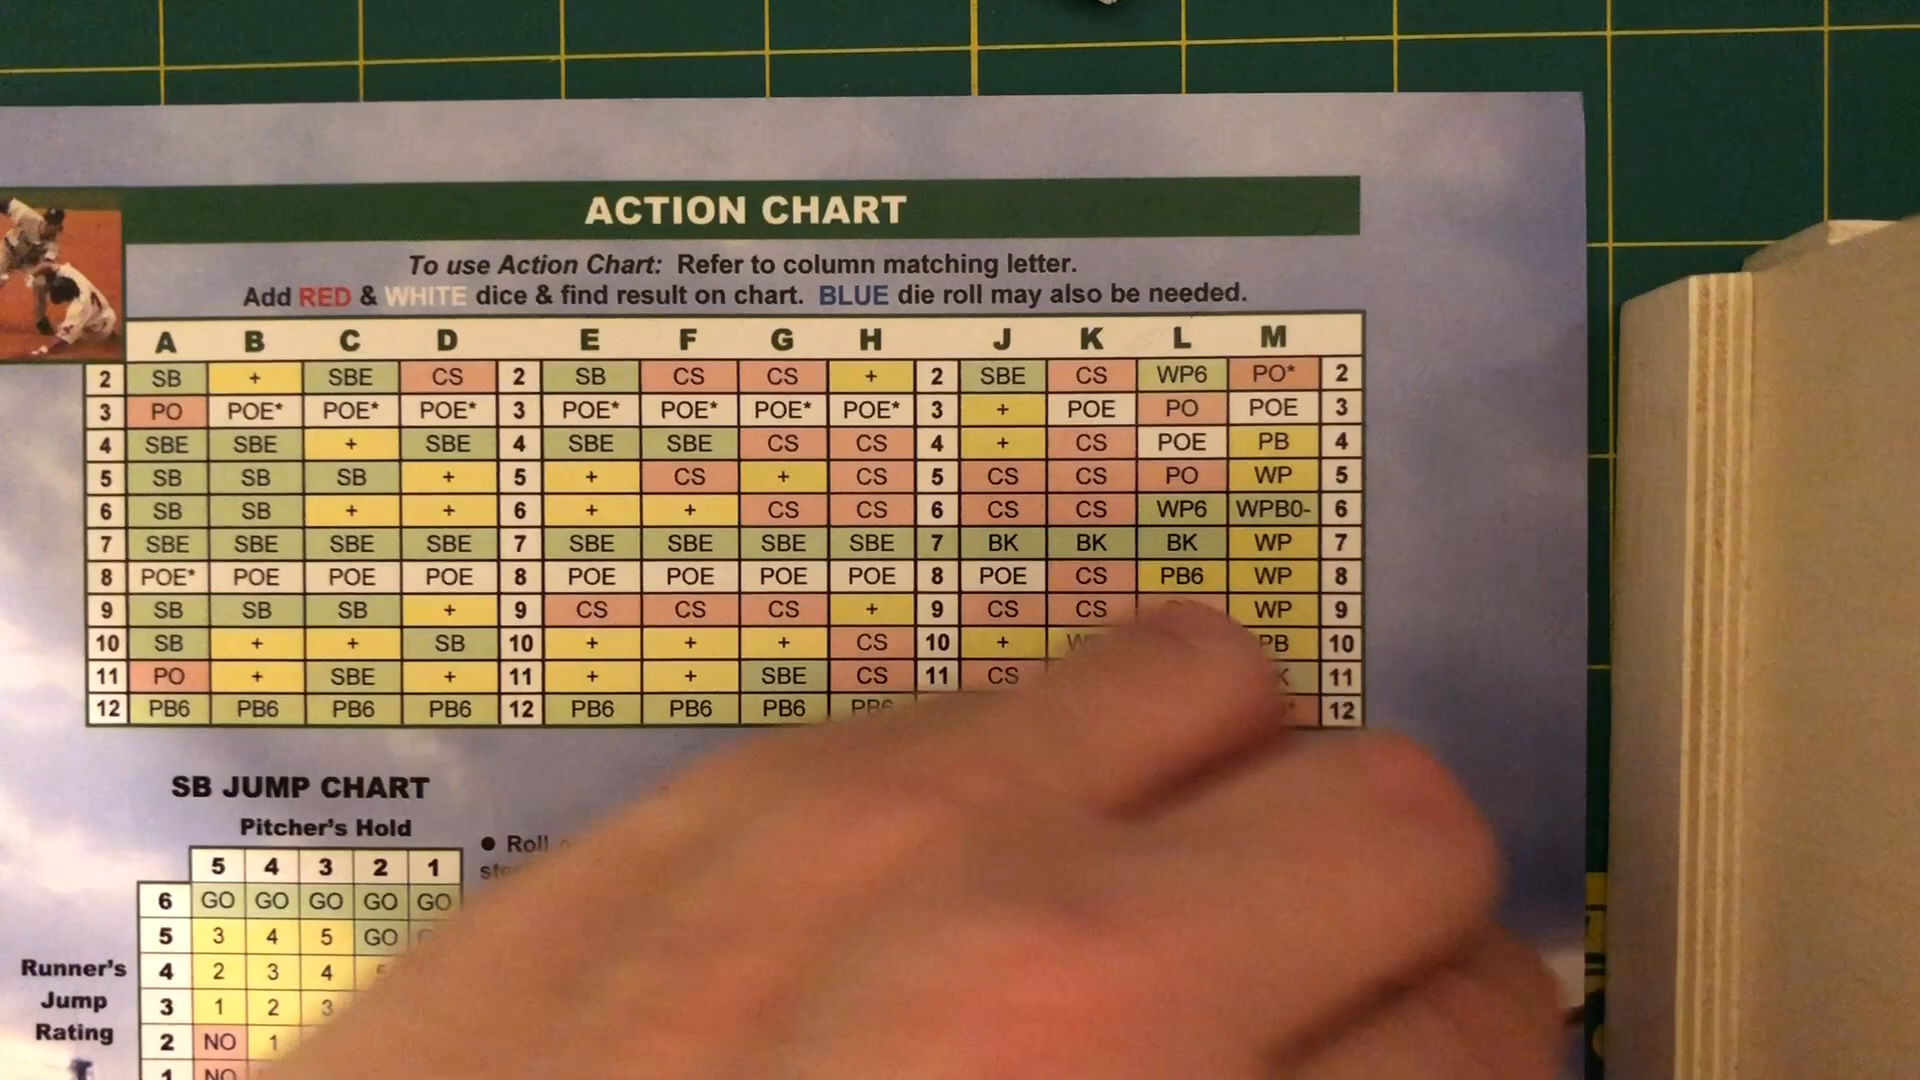 ACTION CHART
To use Action Chart: Refer to column matching letter.
Add RED & WHITE dice & find result on chart. BLUE die roll may also be needed.
A B C D E F G H J K L M
2 SB + SBE CS 2 SB CS CS + 2 SBE CS WP6 PO* 2
3 PO POE* POE* POE* 3 POE* POE* POE* POE* 3 + POE PO POE 3
4 SBE SBE + SBE 4 SBE SBE CS CS 4 + CS POE PB 4
5 SB SB SB + 5 + CS + CS 5 CS CS PO WP 5
6 SB SB + + 6 + + CS CS 6 CS CS WP6 WPB0- 6
7 SBE SBE SBE SBE 7 SBE SBE SBE SBE 7 BK BK BK WP 7
8 POE* POE POE POE 8 POE POE POE POE 8 POE CS PB6 WP 8
9 SB SB SB + 9 CS CS CS + 9 CS CS WP 9
10 SB + + SB 10 + + + CS 10 + PB 10
11 PO + SBE + 11 + + SBE CS 11 CS 11
12 PB6 PB6 PB6 PB6 12 PB6 PB6 PB6 PB6 12
SB JUMP CHART
Pitcher's Hold
● Roll
5 4 3 2 1
6 GO GO GO GO GO
5 3 4 5 GO
Runner's 4 2 3 4
Jump 3 1 2 3
Rating 2 NO 1
1 NO